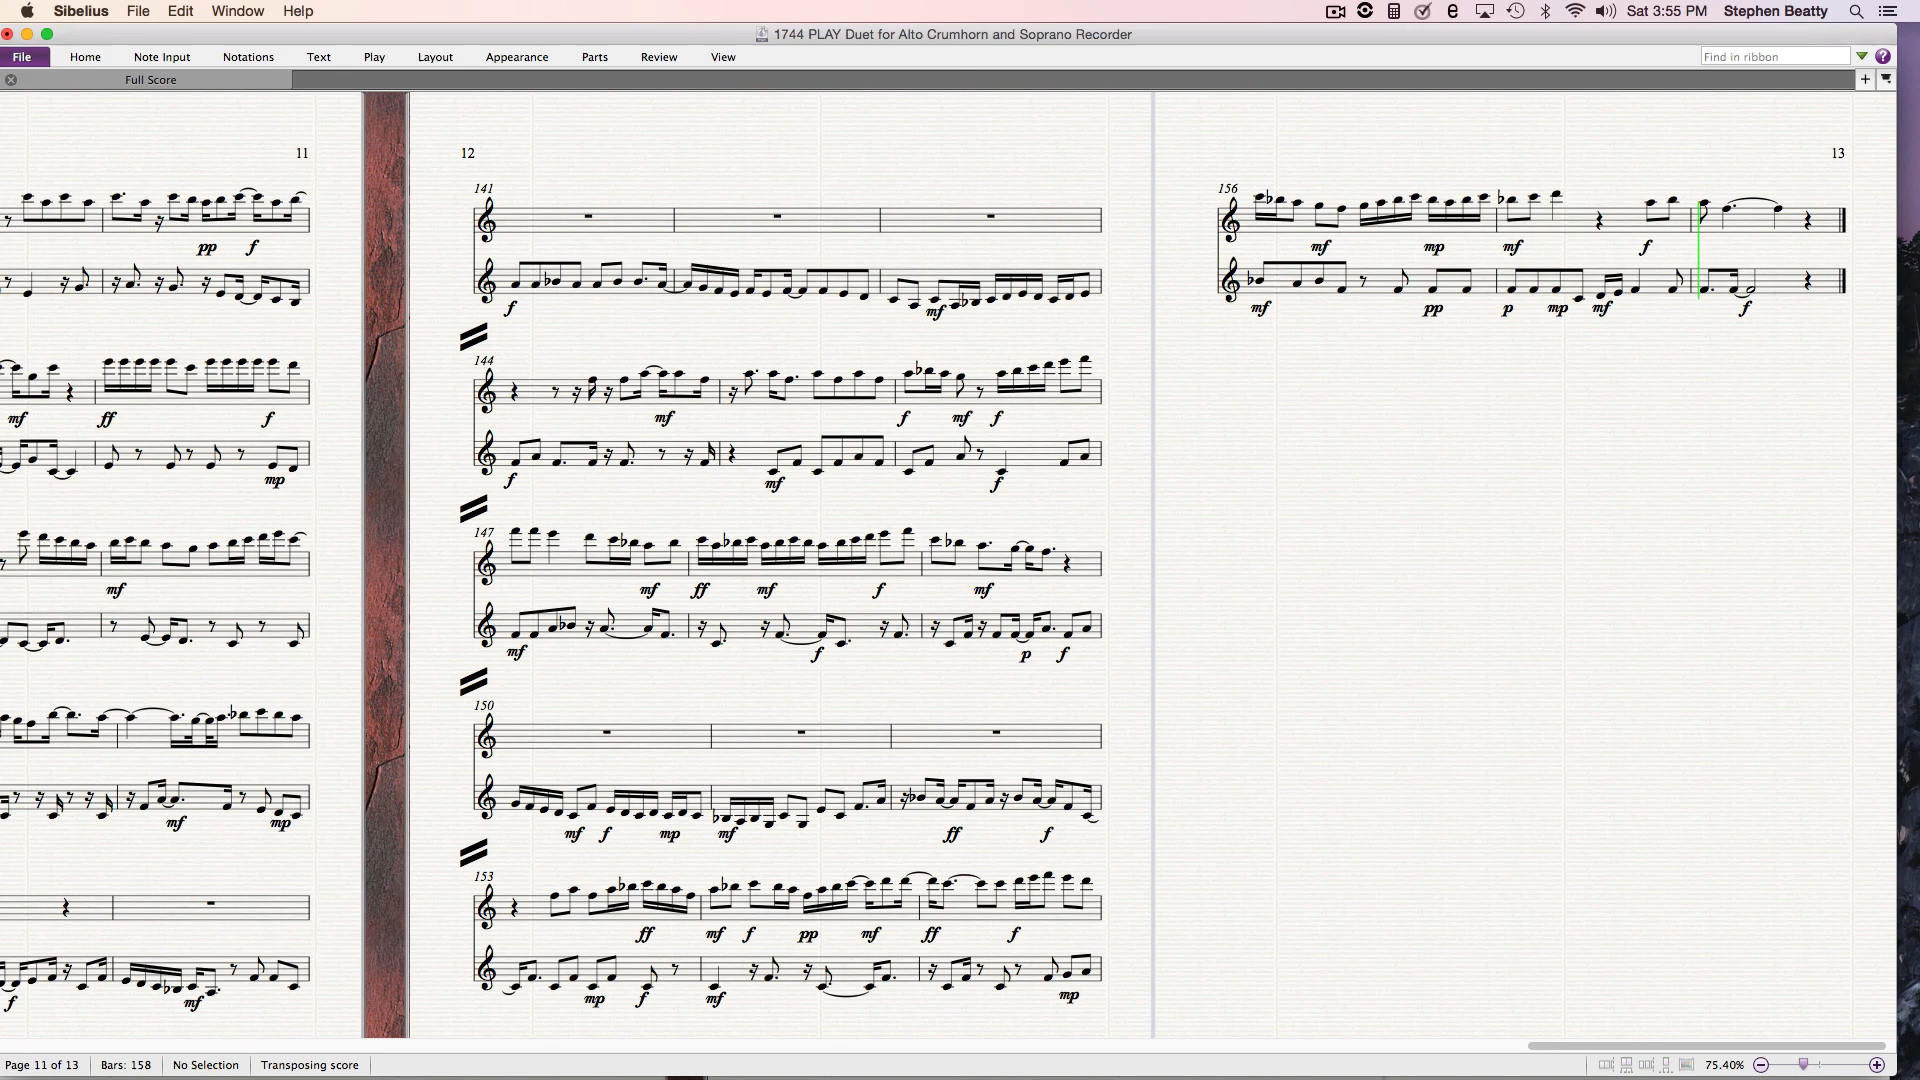 Sibelius File Edit Window Help Sat 3:55 PM Stephen Beatty
1744 PLAY Duet for Alto Crumhorn and Soprano Recorder
File Home Note Input Notations Text Play Layout Appearance Parts Review View Find in ribbon
Full Score
11 12 13
141 156
pp f mf mp mf f
f mf mf pp p mp mf f
144
mf ff f mf f mf f
mp f mf f
147
mf mf ff mf f mf
mf f p f
150
mf mp mf f mp mf ff f
153
ff mf f pp mf ff f
f mf mp f mf mp
Page 11 of 13 Bars: 158 No Selection Transposing score 75.40%